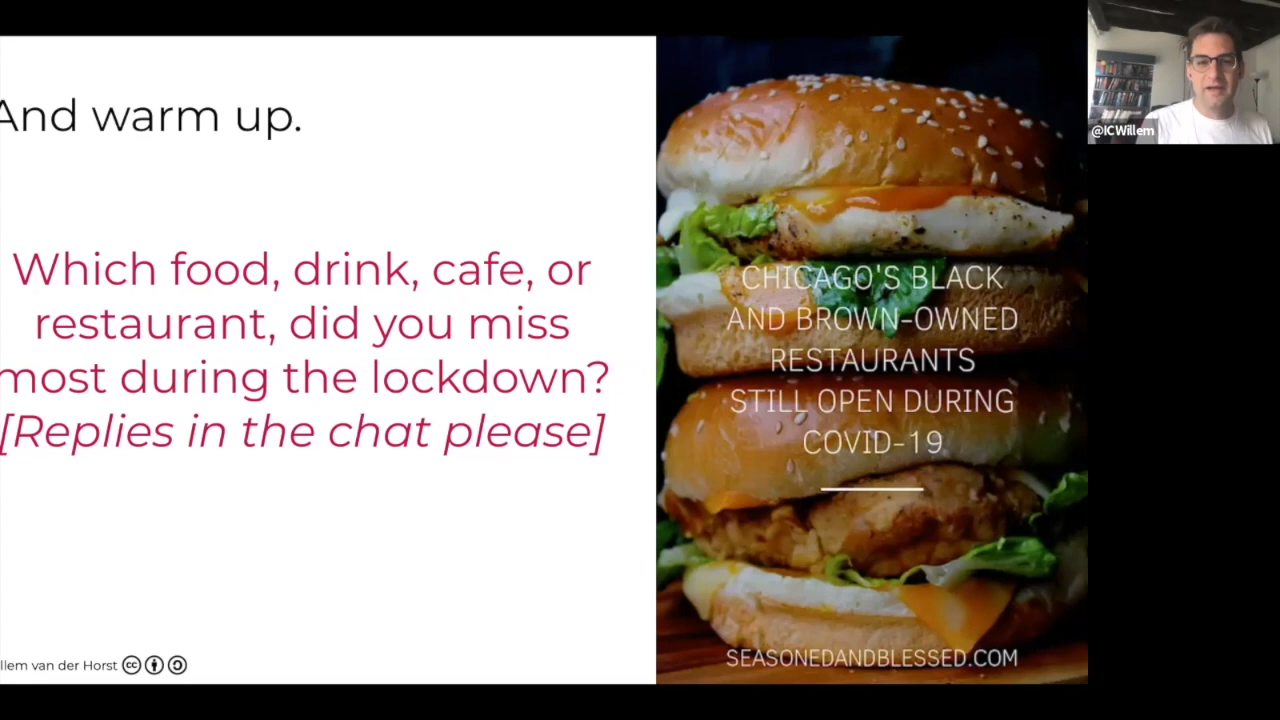 And warm up.
Which food, drink, cafe, or
restaurant, did you miss
most during the lockdown?
[Replies in the chat please]
llem van der Horst
CHICAGO'S BLACK
AND BROWN-OWNED
RESTAURANTS
STILL OPEN DURING
COVID-19
SEASONEDANDBLESSED.COM
@ICWillem